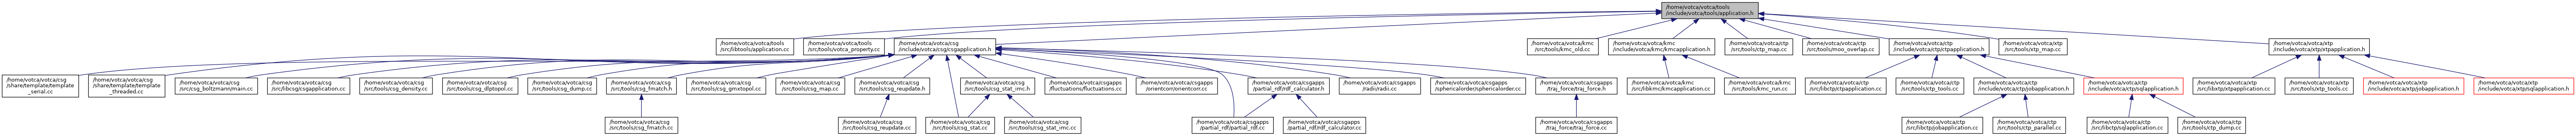 /home/votca/votca/tools
/include/votca/tools/application.h
/home/votca/votca/tools
/src/libtools/application.cc
/home/votca/votca/tools
/src/tools/votca_property.cc
/home/votca/votca/csg
/include/votca/csg/csgapplication.h
/home/votca/votca/kmc
/src/tools/kmc_old.cc
/home/votca/votca/kmc
/include/votca/kmc/kmcapplication.h
/home/votca/votca/ctp
/src/tools/ctp_map.cc
/home/votca/votca/ctp
/src/tools/moo_overlap.cc
/home/votca/votca/ctp
/include/votca/ctp/ctpapplication.h
/home/votca/votca/xtp
/src/tools/xtp_map.cc
/home/votca/votca/xtp
/include/votca/xtp/xtpapplication.h
/home/votca/votca/csg
/share/template/template
_serial.cc
/home/votca/votca/csg
/share/template/template
_threaded.cc
/home/votca/votca/csg
/src/csg_boltzmann/main.cc
/home/votca/votca/csg
/src/libcsg/csgapplication.cc
/home/votca/votca/csg
/src/tools/csg_density.cc
/home/votca/votca/csg
/src/tools/csg_dlptopol.cc
/home/votca/votca/csg
/src/tools/csg_dump.cc
/home/votca/votca/csg
/src/tools/csg_fmatch.h
/home/votca/votca/csg
/src/tools/csg_gmxtopol.cc
/home/votca/votca/csg
/src/tools/csg_map.cc
/home/votca/votca/csg
/src/tools/csg_reupdate.h
/home/votca/votca/csg
/src/tools/csg_stat_imc.h
/home/votca/votca/csgapps
/fluctuations/fluctuations.cc
/home/votca/votca/csgapps
/orientcorr/orientcorr.cc
/home/votca/votca/csgapps
/partial_rdf/rdf_calculator.h
/home/votca/votca/csgapps
/radii/radii.cc
/home/votca/votca/csgapps
/sphericalorder/sphericalorder.cc
/home/votca/votca/csgapps
/traj_force/traj_force.h
/home/votca/votca/kmc
/src/libkmc/kmcapplication.cc
/home/votca/votca/kmc
/src/tools/kmc_run.cc
/home/votca/votca/ctp
/src/libctp/ctpapplication.cc
/home/votca/votca/ctp
/src/tools/ctp_tools.cc
/home/votca/votca/ctp
/include/votca/ctp/jobapplication.h
/home/votca/votca/ctp
/include/votca/ctp/sqlapplication.h
/home/votca/votca/xtp
/src/libxtp/xtpapplication.cc
/home/votca/votca/xtp
/src/tools/xtp_tools.cc
/home/votca/votca/xtp
/include/votca/xtp/jobapplication.h
/home/votca/votca/xtp
/include/votca/xtp/sqlapplication.h
/home/votca/votca/csg
/src/tools/csg_fmatch.cc
/home/votca/votca/csg
/src/tools/csg_reupdate.cc
/home/votca/votca/csg
/src/tools/csg_stat.cc
/home/votca/votca/csg
/src/tools/csg_stat_imc.cc
/home/votca/votca/csgapps
/partial_rdf/partial_rdf.cc
/home/votca/votca/csgapps
/partial_rdf/rdf_calculator.cc
/home/votca/votca/csgapps
/traj_force/traj_force.cc
/home/votca/votca/ctp
/src/libctp/jobapplication.cc
/home/votca/votca/ctp
/src/tools/ctp_parallel.cc
/home/votca/votca/ctp
/src/libctp/sqlapplication.cc
/home/votca/votca/ctp
/src/tools/ctp_dump.cc